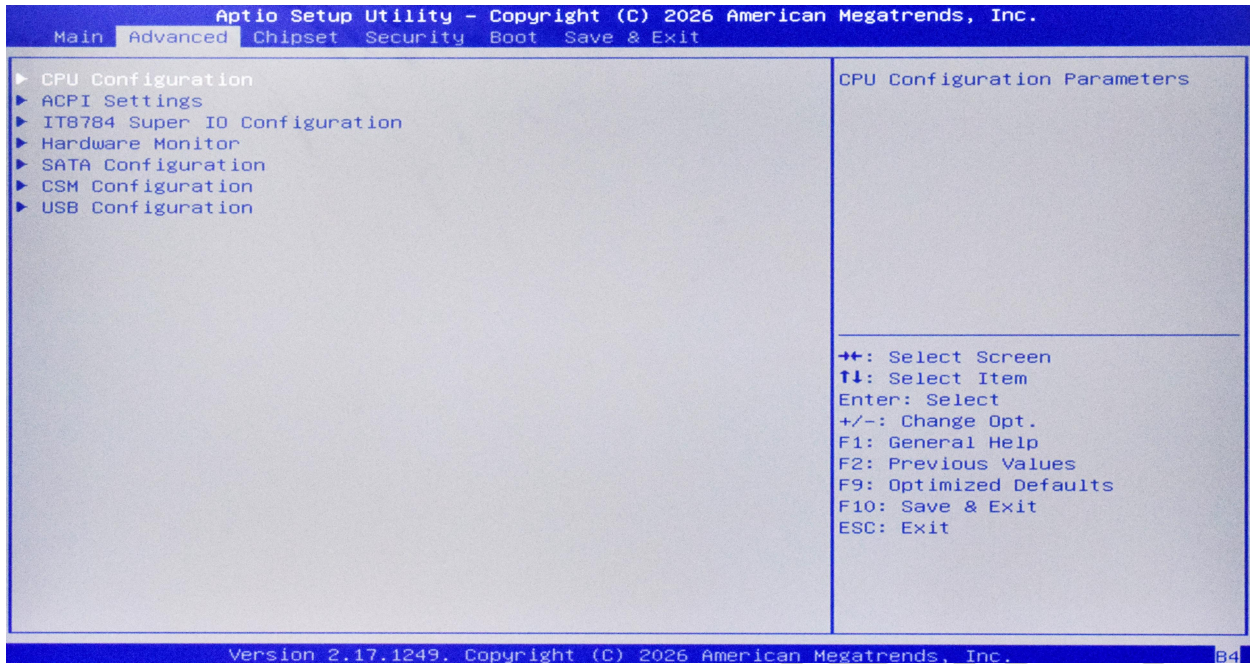 Aptio Setup Utility – Copyright (C) 2026 American Megatrends, Inc.
Main Advanced Chipset Security Boot Save & Exit
► CPU Configuration
► ACPI Settings
► IT8784 Super IO Configuration
► Hardware Monitor
► SATA Configuration
► CSM Configuration
► USB Configuration
CPU Configuration Parameters
→←: Select Screen
↑↓: Select Item
Enter: Select
+/-: Change Opt.
F1: General Help
F2: Previous Values
F9: Optimized Defaults
F10: Save & Exit
ESC: Exit
Version 2.17.1249. Copyright (C) 2026 American Megatrends, Inc.
B4